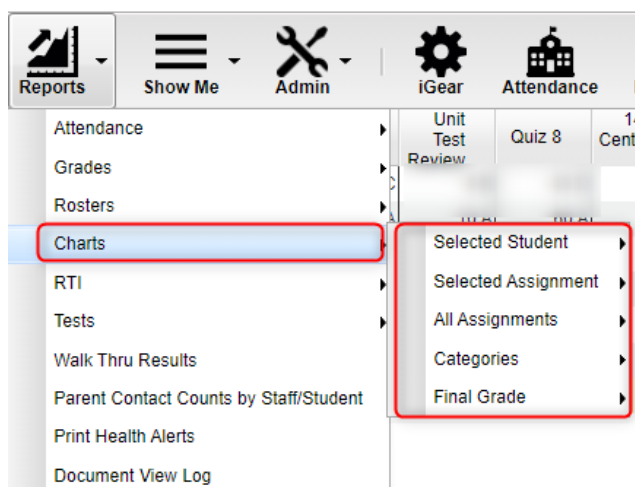 Reports
Show Me
Admin
iGear
Attendance
Attendance
Grades
Rosters
Charts
RTI
Tests
Walk Thru Results
Parent Contact Counts by Staff/Student
Print Health Alerts
Document View Log
Unit
Test
Review
Quiz 8
Selected Student
Selected Assignment
All Assignments
Categories
Final Grade